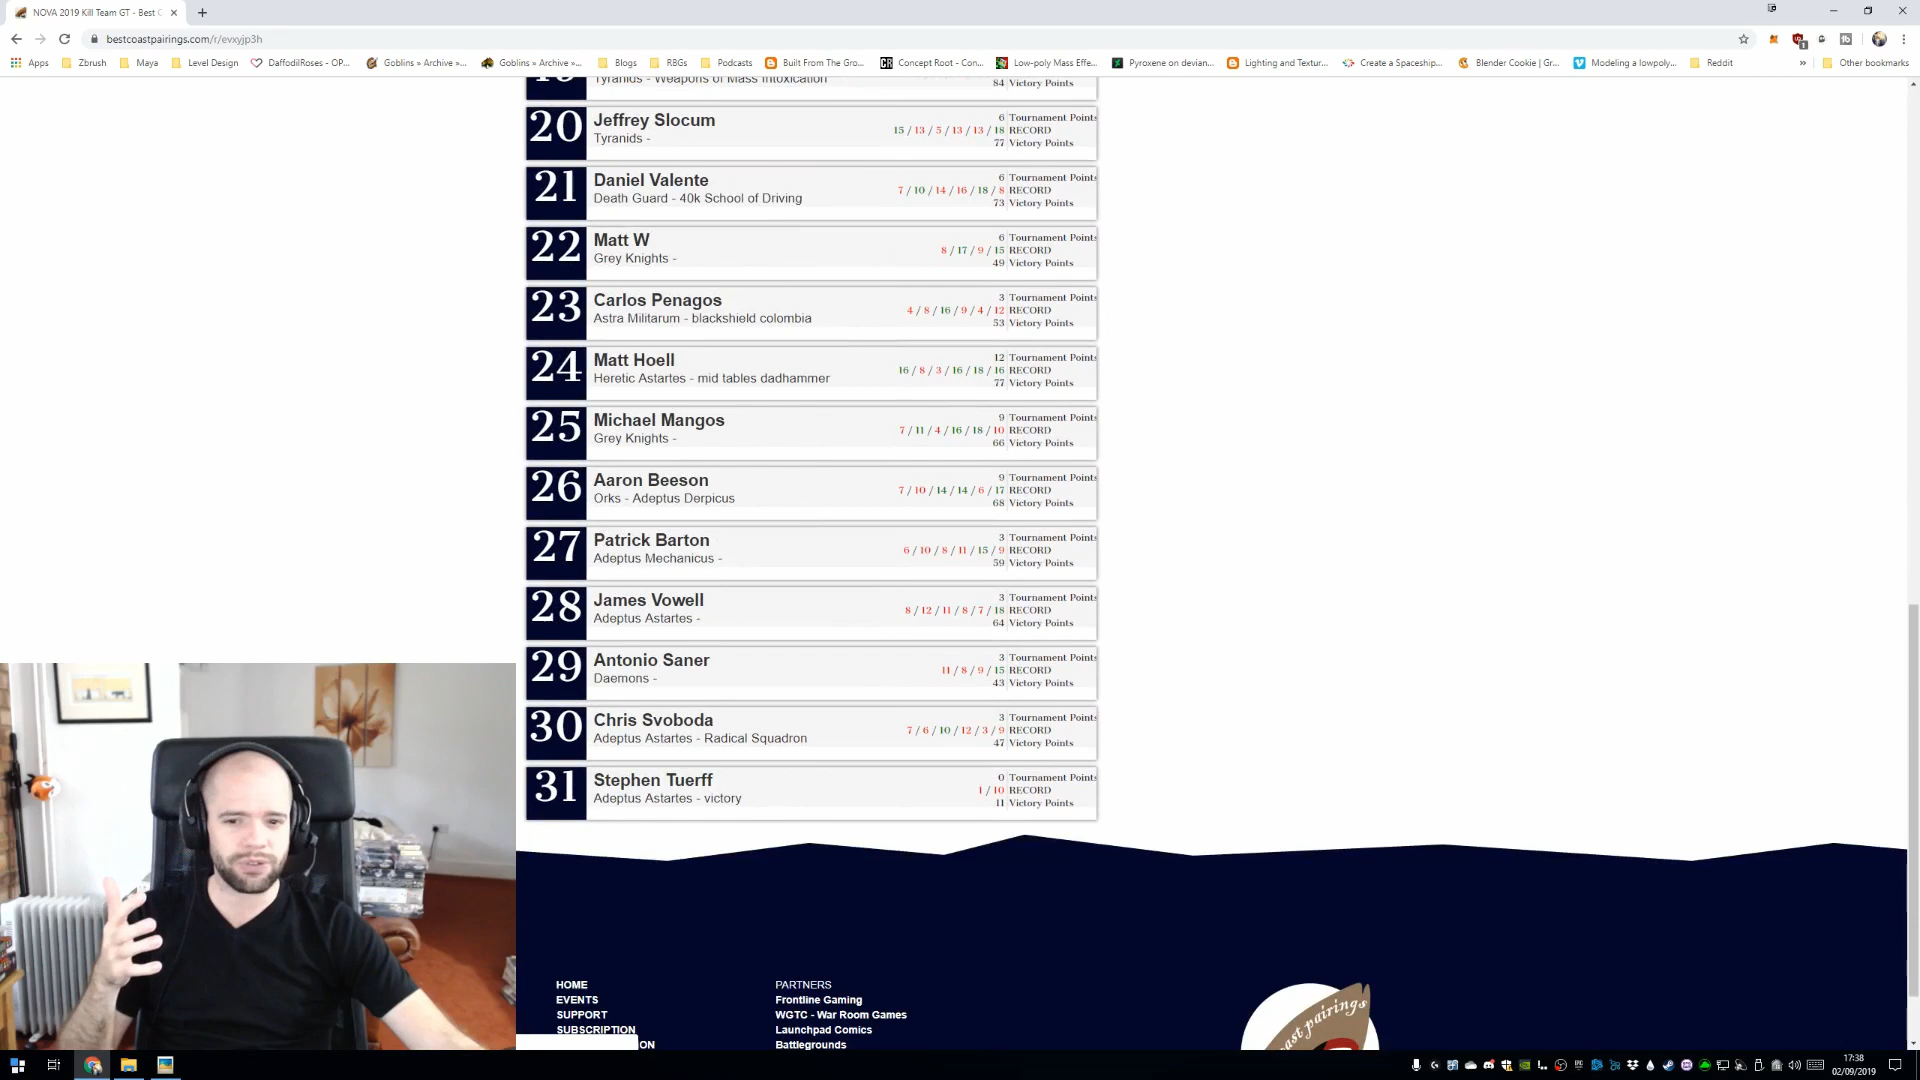 NOVA 2019 Kill Team GT - Best C
bestcoastpairings.com/r/evxyjp3h
Apps Zbrush Maya Level Design DaffodilRoses - OP... Goblins » Archive »... Goblins » Archive »... Blogs RBGs Podcasts Built From The Gro... Concept Root - Con... Low-poly Mass Effe... Pyroxene on devian... Lighting and Textur... Create a Spaceship... Blender Cookie | Gr... Modeling a lowpoly... Reddit » Other bookmarks
Tyranids - Weapons of Mass Intoxication
84 Victory Points
20
Jeffrey Slocum
Tyranids -
6 Tournament Points
15 / 13 / 5 / 13 / 13 / 18 RECORD
77 Victory Points
21
Daniel Valente
Death Guard - 40k School of Driving
6 Tournament Points
7 / 10 / 14 / 16 / 18 / 8 RECORD
73 Victory Points
22
Matt W
Grey Knights -
6 Tournament Points
8 / 17 / 9 / 15 RECORD
49 Victory Points
23
Carlos Penagos
Astra Militarum - blackshield colombia
3 Tournament Points
4 / 8 / 16 / 9 / 4 / 12 RECORD
53 Victory Points
24
Matt Hoell
Heretic Astartes - mid tables dadhammer
12 Tournament Points
16 / 8 / 3 / 16 / 18 / 16 RECORD
77 Victory Points
25
Michael Mangos
Grey Knights -
9 Tournament Points
7 / 11 / 4 / 16 / 18 / 10 RECORD
66 Victory Points
26
Aaron Beeson
Orks - Adeptus Derpicus
9 Tournament Points
7 / 10 / 14 / 14 / 6 / 17 RECORD
68 Victory Points
27
Patrick Barton
Adeptus Mechanicus -
3 Tournament Points
6 / 10 / 8 / 11 / 15 / 9 RECORD
59 Victory Points
28
James Vowell
Adeptus Astartes -
3 Tournament Points
8 / 12 / 11 / 8 / 7 / 18 RECORD
64 Victory Points
29
Antonio Saner
Daemons -
3 Tournament Points
11 / 8 / 9 / 15 RECORD
43 Victory Points
30
Chris Svoboda
Adeptus Astartes - Radical Squadron
3 Tournament Points
7 / 6 / 10 / 12 / 3 / 9 RECORD
47 Victory Points
31
Stephen Tuerff
Adeptus Astartes - victory
0 Tournament Points
1 / 10 RECORD
11 Victory Points
HOME
EVENTS
SUPPORT
SUBSCRIPTION
ON
PARTNERS
Frontline Gaming
WGTC - War Room Games
Launchpad Comics
Battlegrounds
ast pairings
17:38
02/09/2019